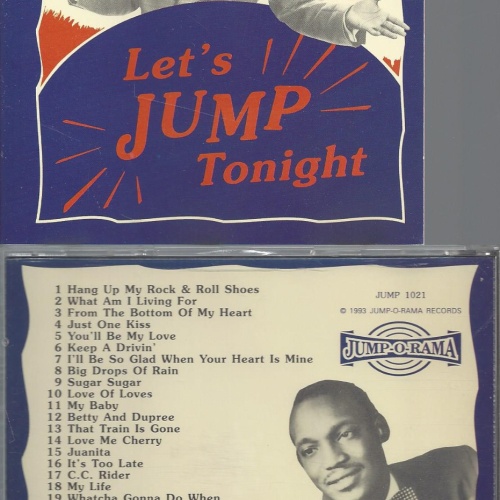 Let's
JUMP
Tonight
1 Hang Up My Rock & Roll Shoes
2 What Am I Living For
3 From The Bottom Of My Heart
4 Just One Kiss
5 You'll Be My Love
6 Keep A Drivin'
7 I'll Be So Glad When Your Heart Is Mine
8 Big Drops Of Rain
9 Sugar Sugar
10 Love Of Loves
11 My Baby
12 Betty And Dupree
13 That Train Is Gone
14 Love Me Cherry
15 Juanita
16 It's Too Late
17 C.C. Rider
18 My Life
19 Whatcha Gonna Do When
JUMP 1021
© 1993 JUMP-O-RAMA RECORDS
JUMP-O-RAMA